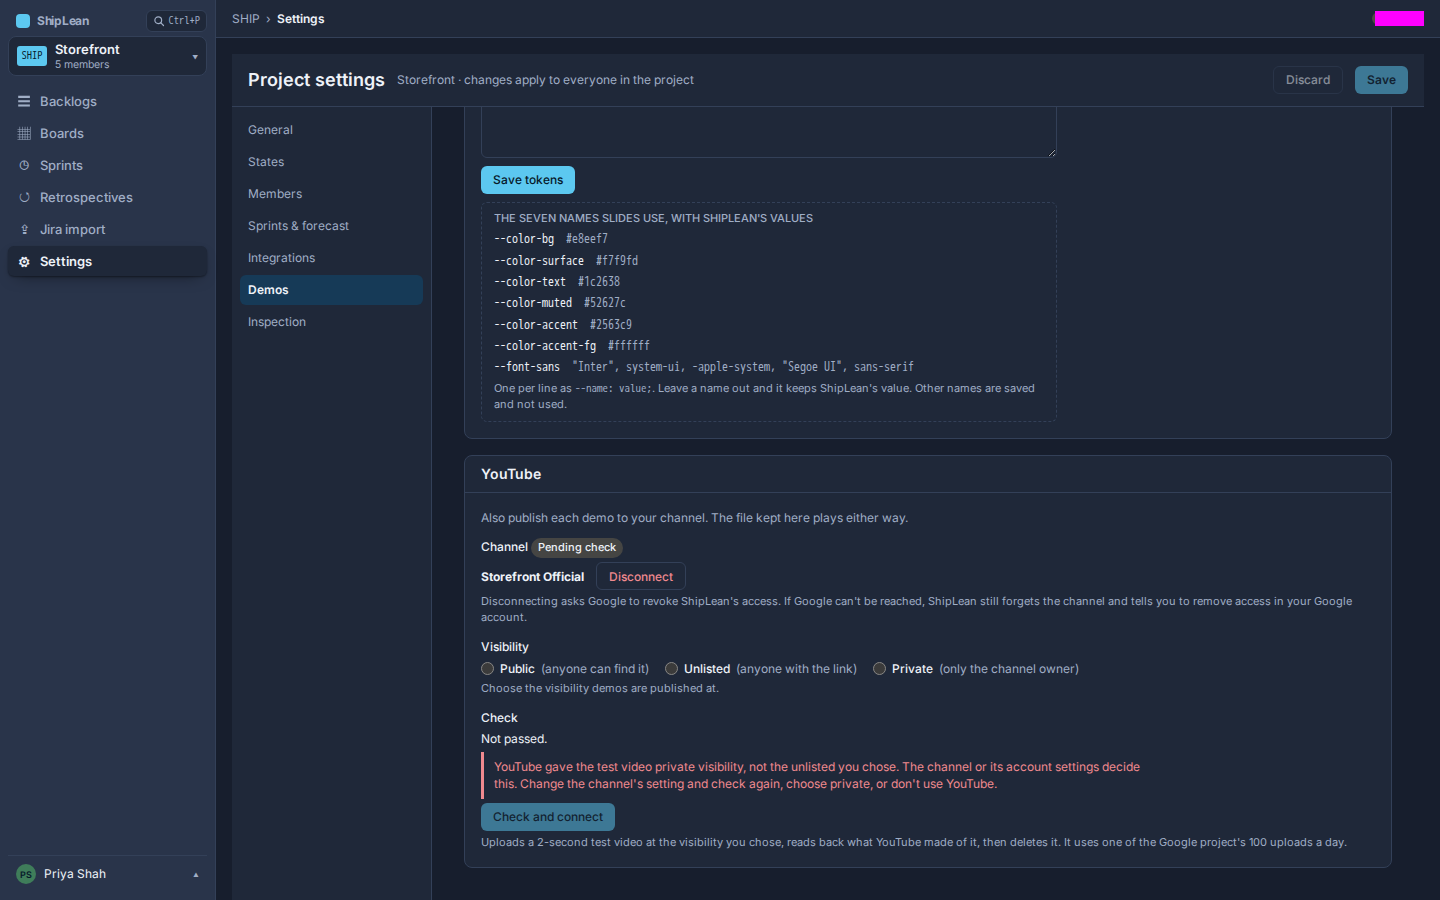 ShipLean
Ctrl+P
SHIP
Storefront
5 members
Backlogs
Boards
Sprints
Retrospectives
Jira import
Settings
Priya Shah
PS
SHIP › Settings
Project settings
Storefront · changes apply to everyone in the project
Discard
Save
General
States
Members
Sprints & forecast
Integrations
Demos
Inspection
Save tokens
THE SEVEN NAMES SLIDES USE, WITH SHIPLEAN'S VALUES
--color-bg #e8eef7
--color-surface #f7f9fd
--color-text #1c2638
--color-muted #52627c
--color-accent #2563c9
--color-accent-fg #ffffff
--font-sans "Inter", system-ui, -apple-system, "Segoe UI", sans-serif
One per line as --name: value;. Leave a name out and it keeps ShipLean's value. Other names are saved
and not used.
YouTube
Also publish each demo to your channel. The file kept here plays either way.
Channel Pending check
Storefront Official Disconnect
Disconnecting asks Google to revoke ShipLean's access. If Google can't be reached, ShipLean still forgets the channel and tells you to remove access in your Google
account.
Visibility
Public (anyone can find it) Unlisted (anyone with the link) Private (only the channel owner)
Choose the visibility demos are published at.
Check
Not passed.
YouTube gave the test video private visibility, not the unlisted you chose. The channel or its account settings decide
this. Change the channel's setting and check again, choose private, or don't use YouTube.
Check and connect
Uploads a 2-second test video at the visibility you chose, reads back what YouTube made of it, then deletes it. It uses one of the Google project's 100 uploads a day.